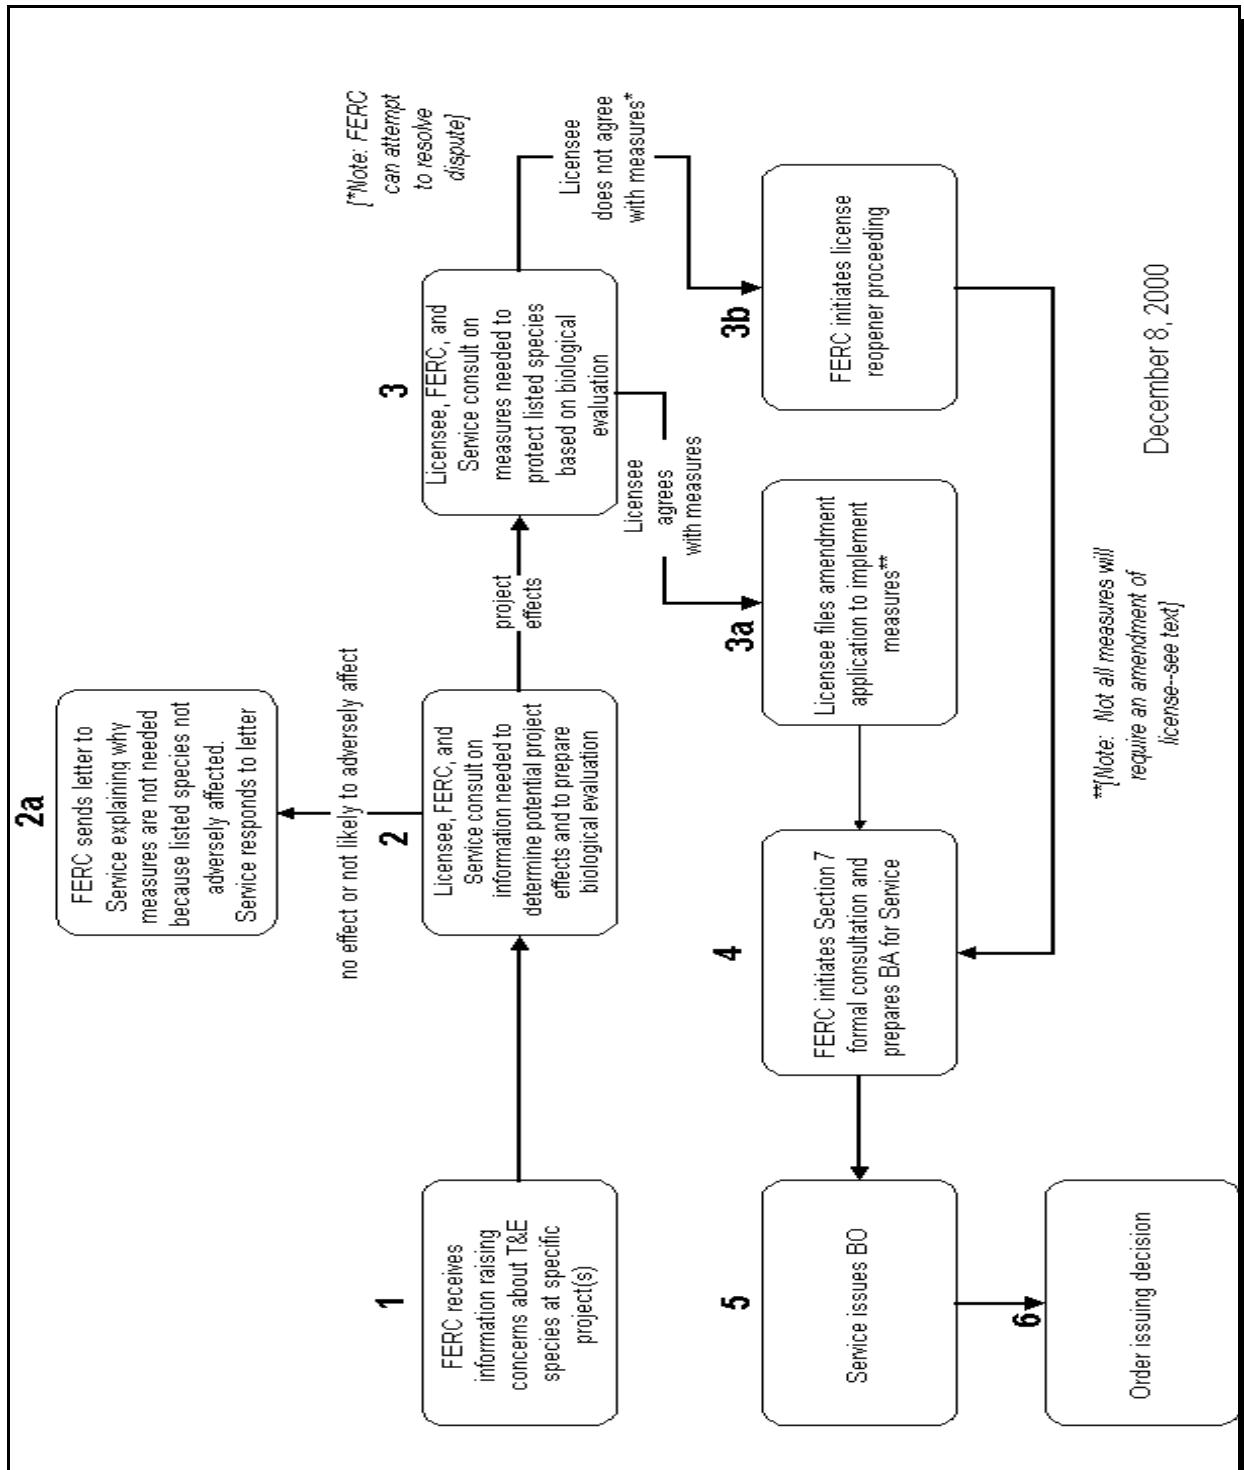 1
FERC receives
information raising
concerns about T&E
species at specific
project(s)
2
Licensee, FERC, and
Service consult on
information needed to
determine potential project
effects and to prepare
biological evaluation
no effect or not likely to adversely affect
2a
FERC sends letter to
Service explaining why
measures are not needed
because listed species not
adversely affected.
Service responds to letter
project
effects
3
Licensee, FERC, and
Service consult on
measures needed to
protect listed species
based on biological
evaluation
Licensee
agrees
with measures
Licensee
does not agree
with measures*
[*Note: FERC
can attempt
to resolve
dispute]
3a
Licensee files amendment
application to implement
measures**
3b
FERC initiates license
reopener proceeding
4
FERC initiates Section 7
formal consultation and
prepares BA for Service
5
Service issues BO
6
Order issuing decision
**[Note: Not all measures will
require an amendment of
license--see text]
December 8, 2000